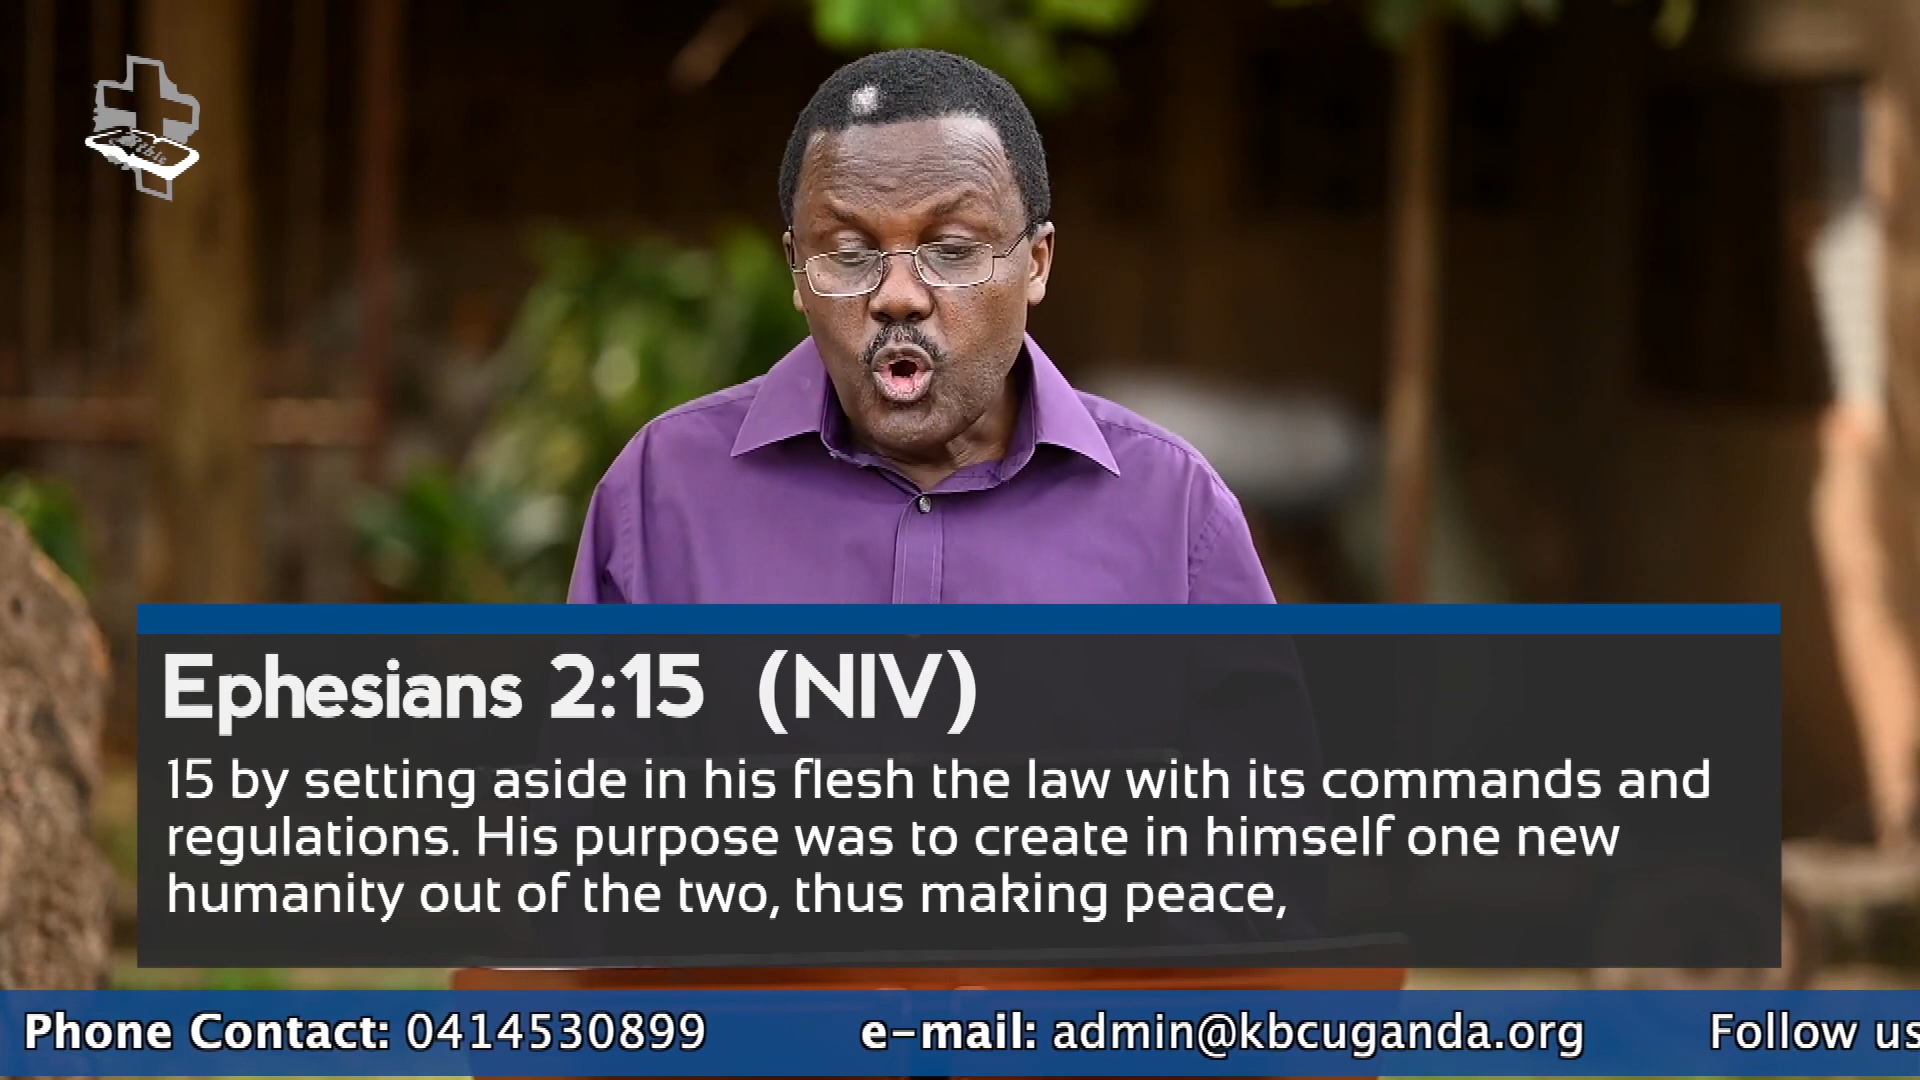 Bible
Ephesians 2:15 (NIV)
15 by setting aside in his flesh the law with its commands and
regulations. His purpose was to create in himself one new
humanity out of the two, thus making peace,
Phone Contact: 0414530899 e-mail: admin@kbcuganda.org Follow us